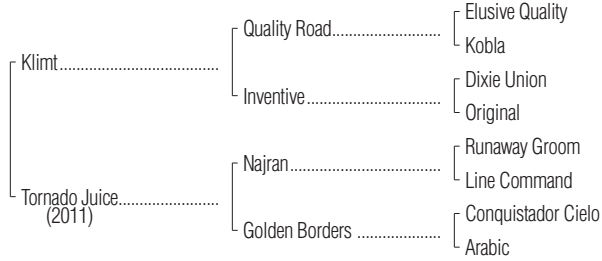 Elusive Quality
Quality Road
Kobla
Klimt
Dixie Union
Inventive
Original
Runaway Groom
Najran
Line Command
Tornado Juice
(2011)
Conquistador Cielo
Golden Borders
Arabic